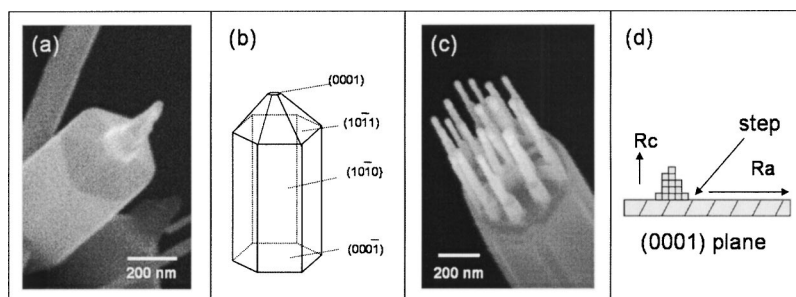 (a)
200 nm
(b)
(0001)
(101̄1)
(101̄0)
(0001̄)
(c)
200 nm
(d)
step
Rc
Ra
(0001) plane